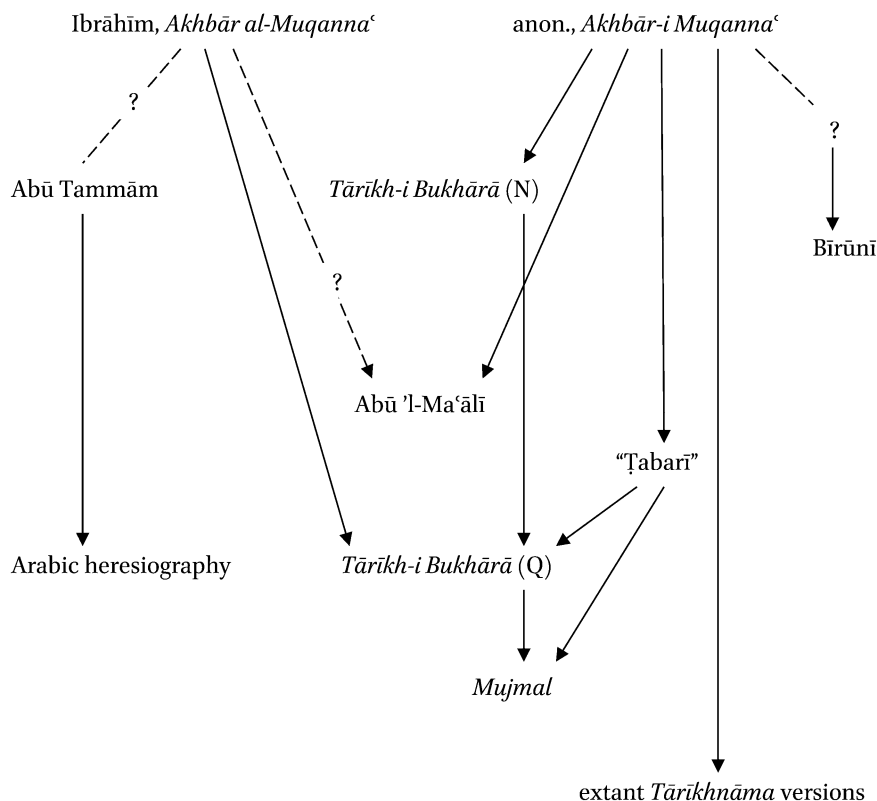 Ibrāhīm, Akhbār al-Muqannaʿ
anon., Akhbār-i Muqannaʿ
?
?
Abū Tammām
Tārīkh-i Bukhārā (N)
Bīrūnī
?
Abū ’l-Maʿālī
“Ṭabarī”
Arabic heresiography
Tārīkh-i Bukhārā (Q)
Mujmal
extant Tārīkhnāma versions